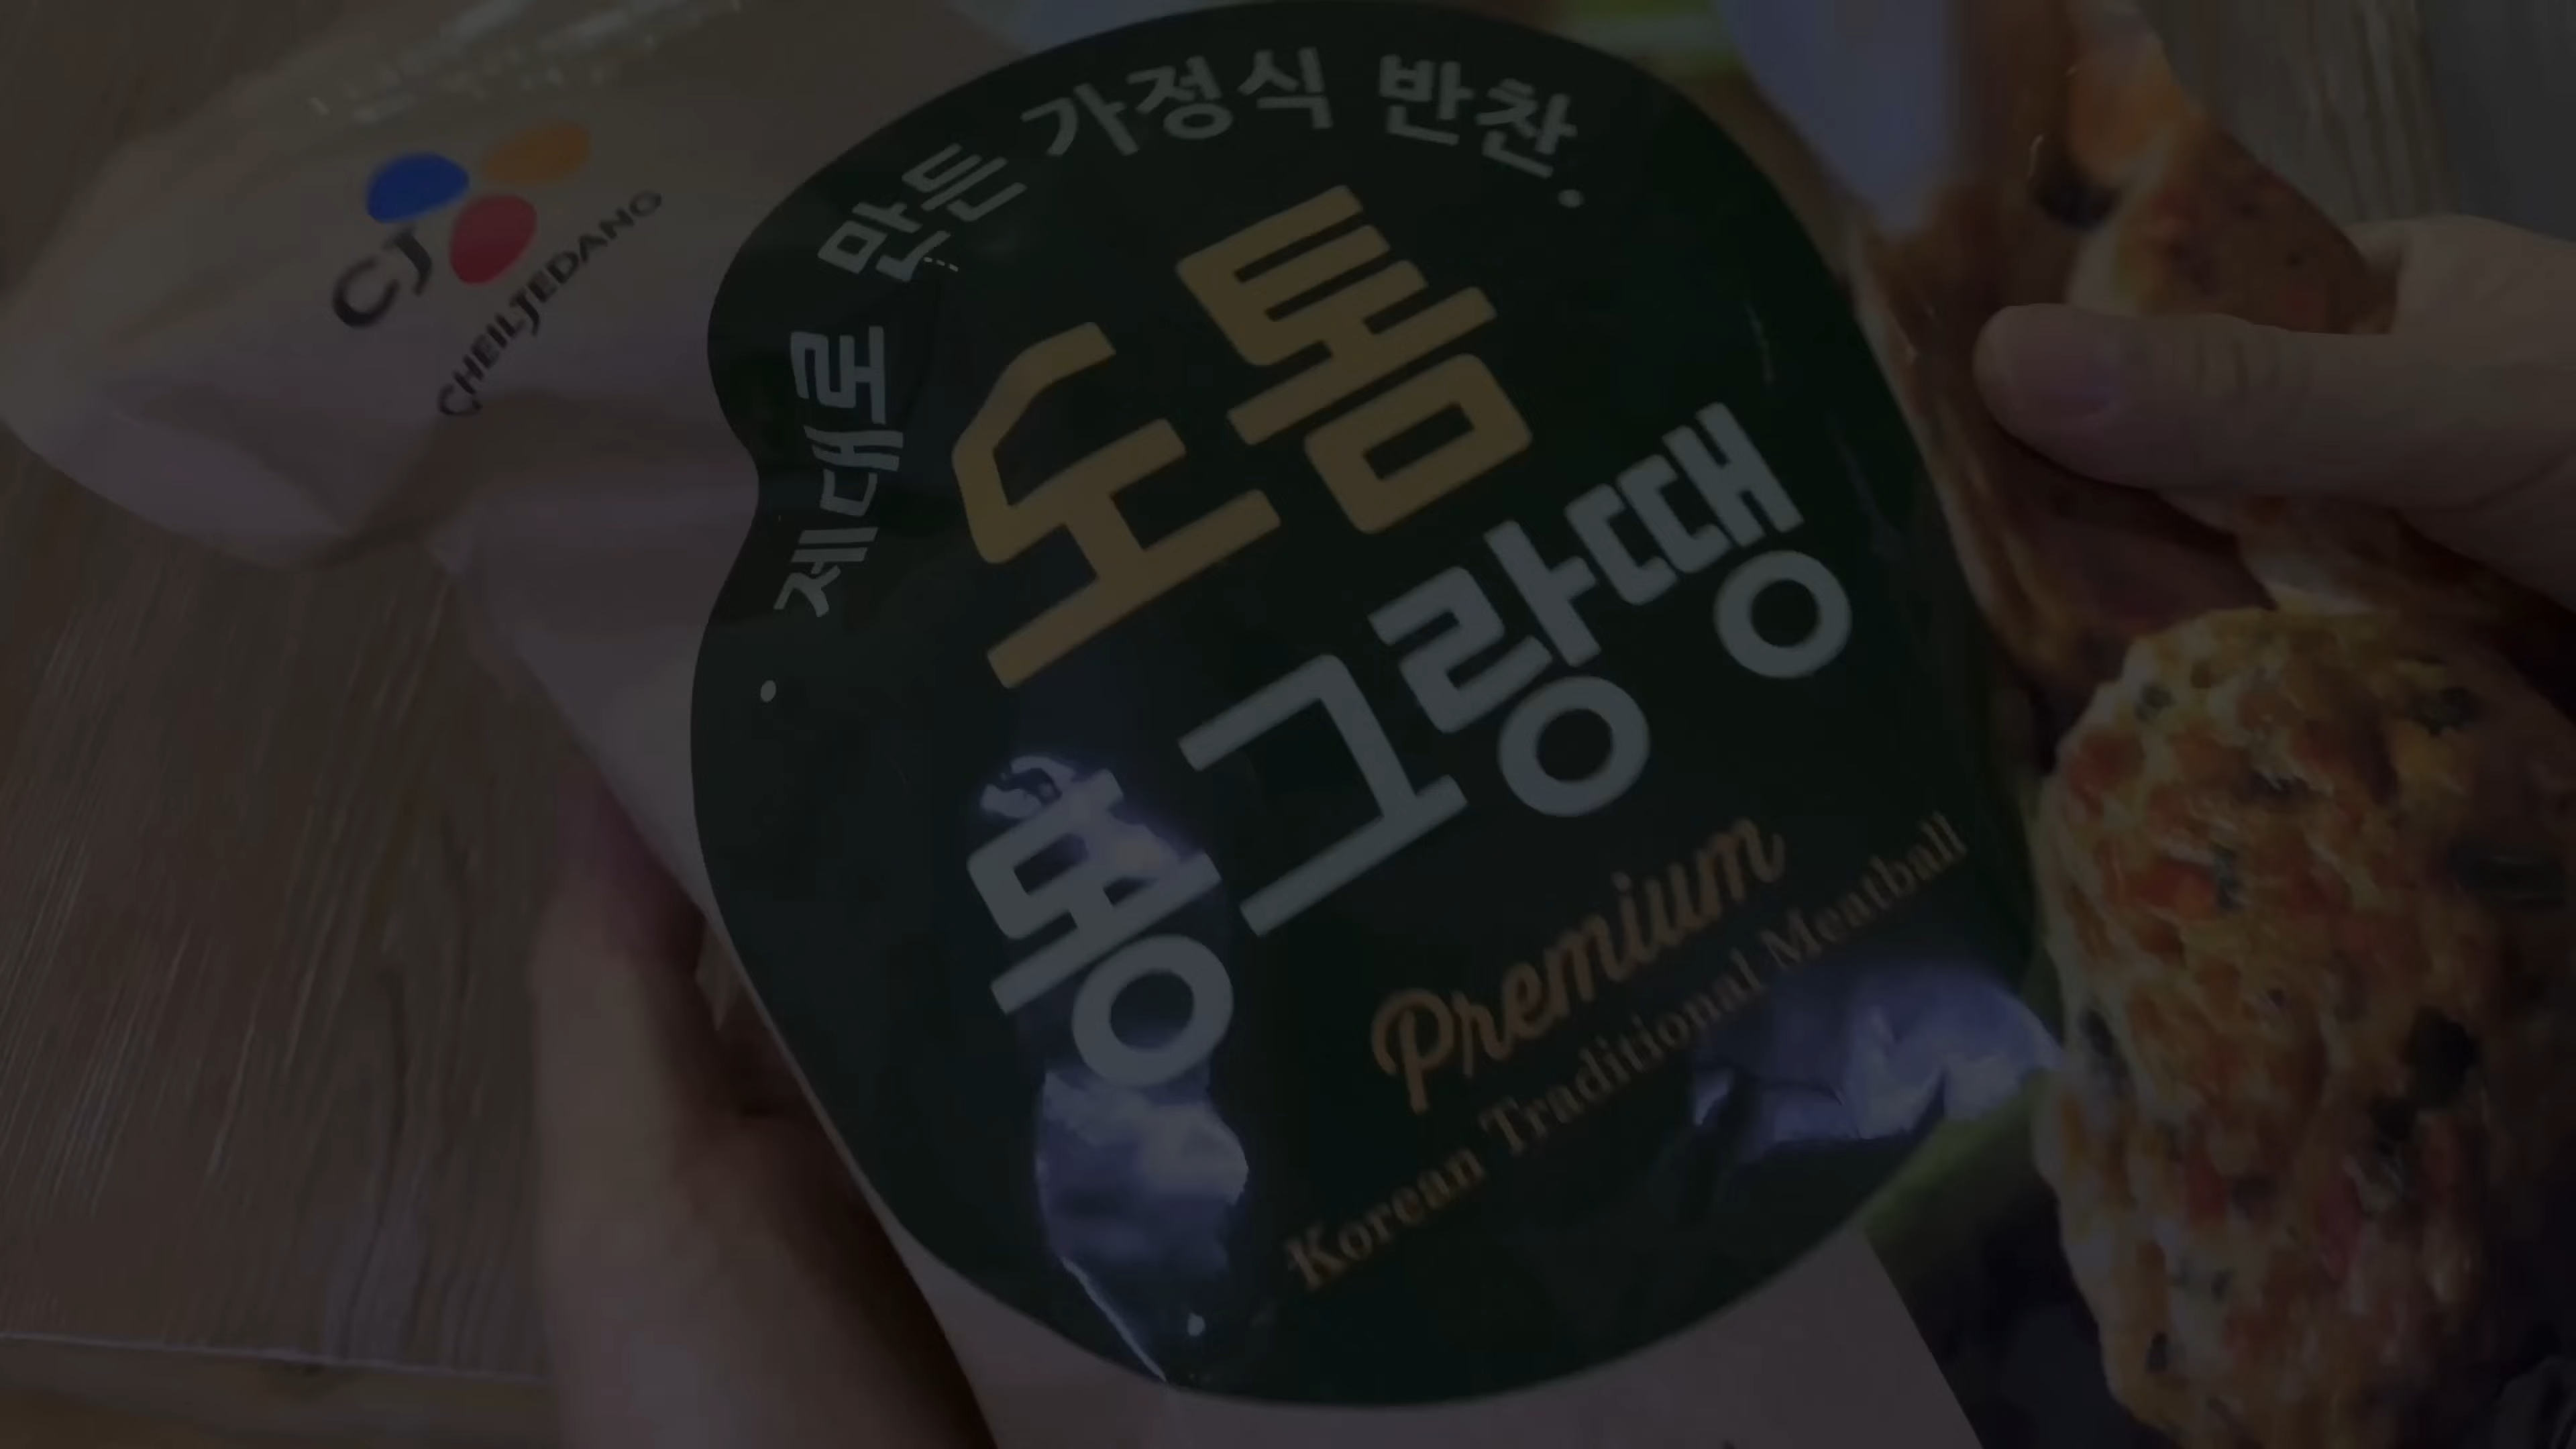 CJ
CHEILJEDANG
제대로 만든 가정식 반찬.
도톰
동그랑땡
Premium
Korean Traditional Meatball